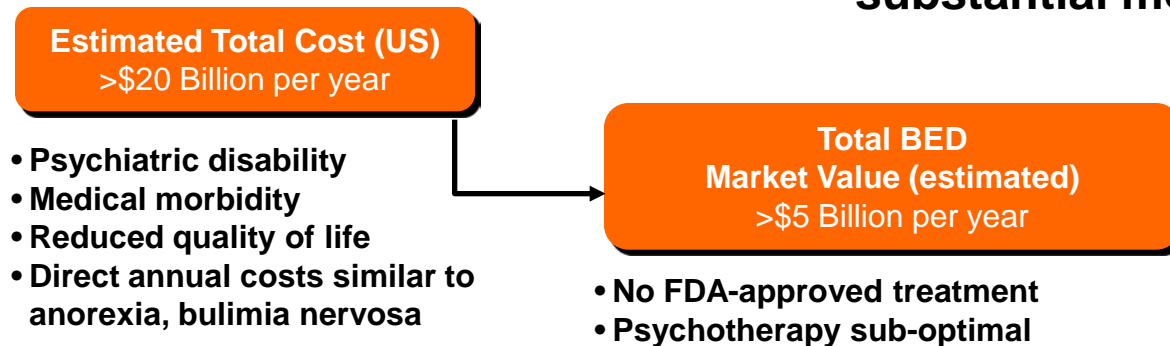 substantial
Estimated Total Cost (US)
>$20 Billion per year
• Psychiatric disability
• Medical morbidity
• Reduced quality of life
• Direct annual costs similar to
anorexia, bulimia nervosa
Total BED
Market Value (estimated)
>$5 Billion per year
• No FDA-approved treatment
• Psychotherapy sub-optimal